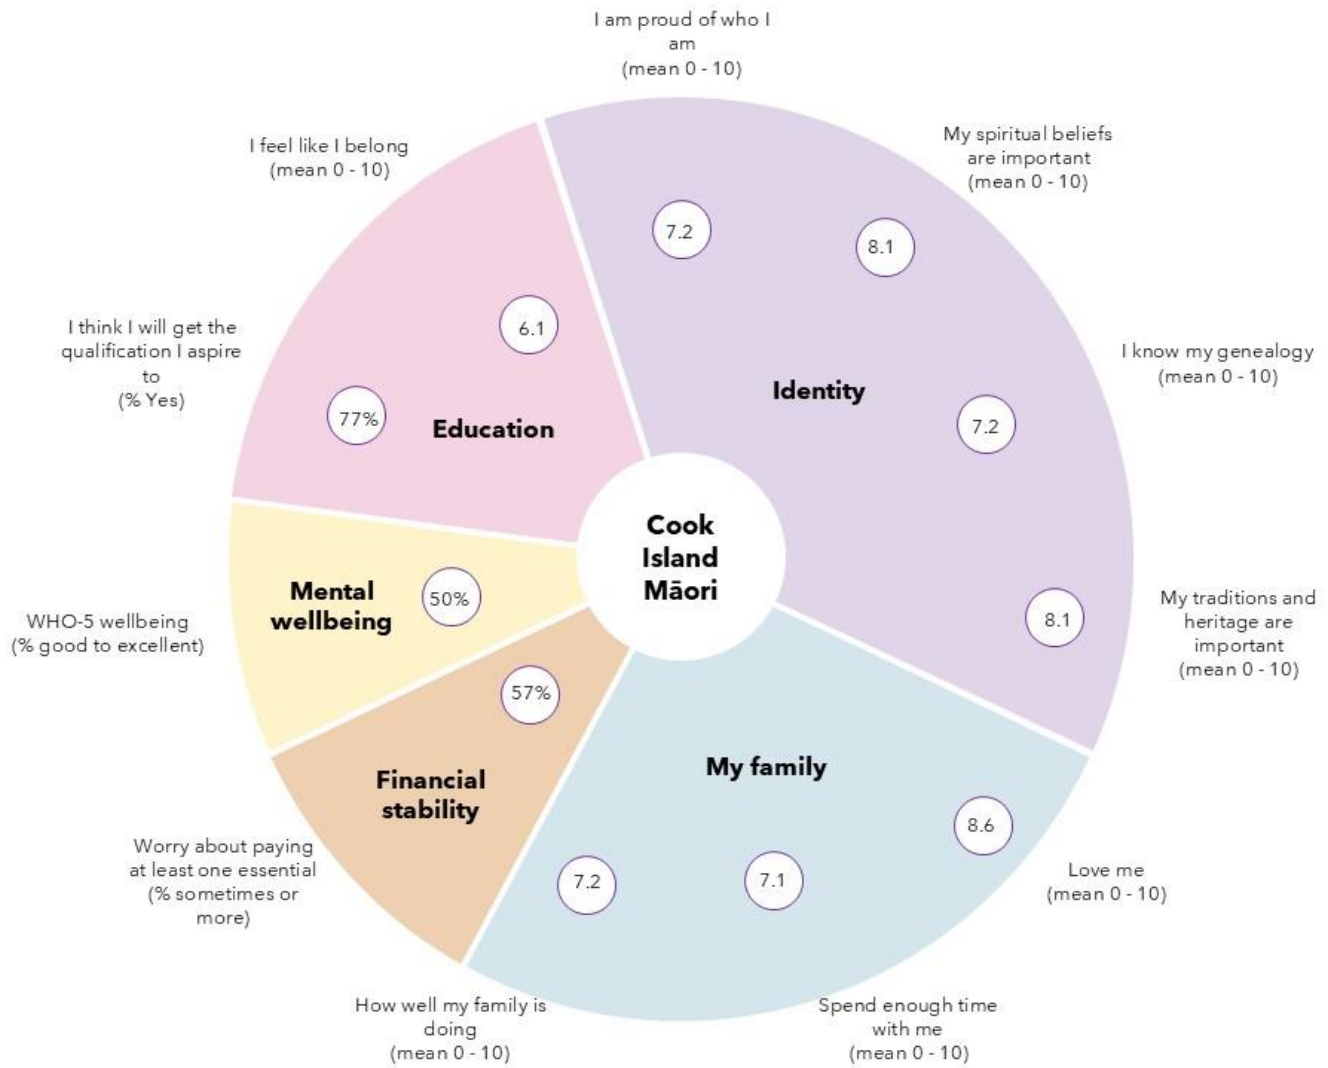 I am proud of who I
am
(mean 0 - 10)
My spiritual beliefs
are important
(mean 0 - 10)
I feel like I belong
(mean 0 - 10)
7.2
8.1
I think I will get the
qualification I aspire
to
(% Yes)
6.1
I know my genealogy
(mean 0 - 10)
Identity
77%
Education
7.2
Cook
Island
Māori
Mental
wellbeing
50%
WHO-5 wellbeing
(% good to excellent)
8.1
My traditions and
heritage are
important
(mean 0 - 10)
57%
Financial
stability
My family
8.6
Worry about paying
at least one essential
(% sometimes or
more)
7.2
7.1
Love me
(mean 0 - 10)
How well my family is
doing
(mean 0 - 10)
Spend enough time
with me
(mean 0 - 10)